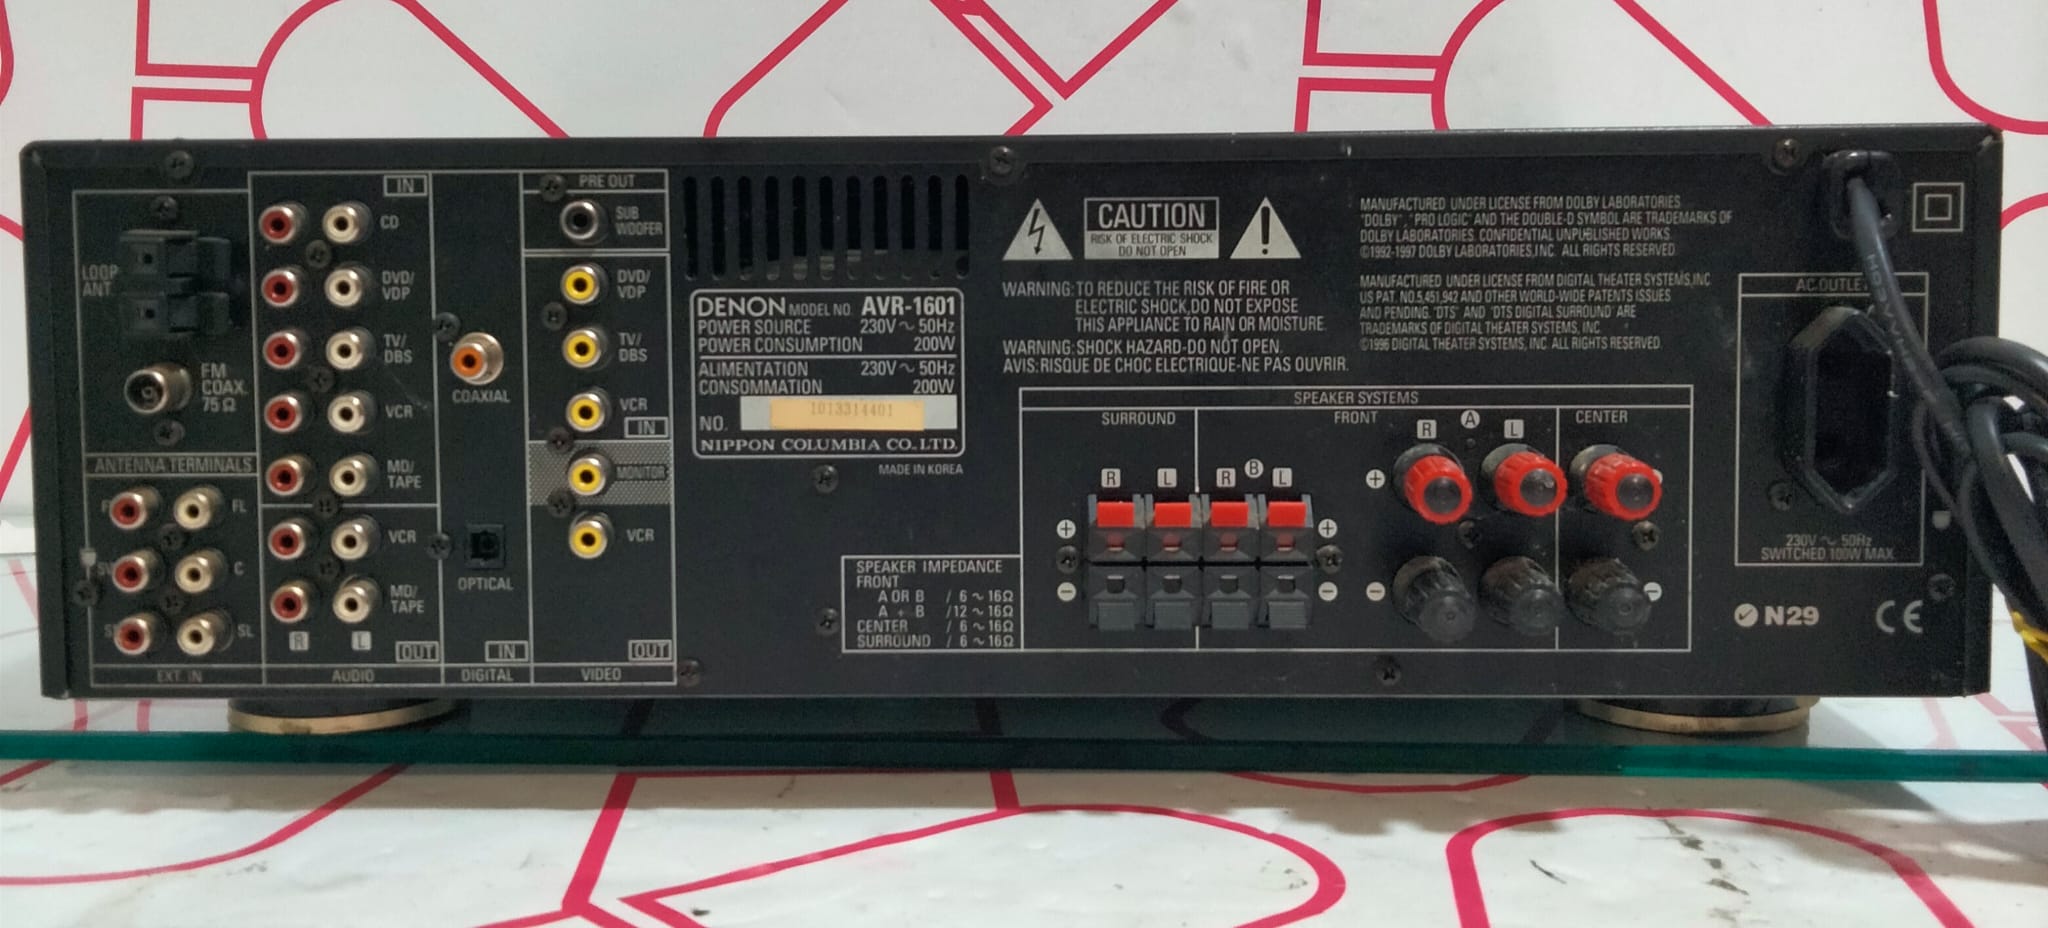 LOOP
ANT.
FM
COAX.
75Ω
ANTENNA TERMINALS
FL
C
SL
EXT. IN
IN
CD
DVD/
VDP
TV/
DBS
VCR
MD/
TAPE
VCR
MD/
TAPE
R L
OUT
AUDIO
COAXIAL
OPTICAL
IN
DIGITAL
PRE OUT
SUB
WOOFER
DVD/
VDP
TV/
DBS
VCR
IN
MONITOR
VCR
OUT
VIDEO
DENON MODEL NO. AVR-1601
POWER SOURCE 230V ~ 50Hz
POWER CONSUMPTION 200W
ALIMENTATION 230V ~ 50Hz
CONSOMMATION 200W
NO. 1013314401
NIPPON COLUMBIA CO.,LTD.
MADE IN KOREA
CAUTION
RISK OF ELECTRIC SHOCK
DO NOT OPEN
WARNING: TO REDUCE THE RISK OF FIRE OR
ELECTRIC SHOCK,DO NOT EXPOSE
THIS APPLIANCE TO RAIN OR MOISTURE.
WARNING: SHOCK HAZARD-DO NOT OPEN.
AVIS: RISQUE DE CHOC ELECTRIQUE-NE PAS OUVRIR.
MANUFACTURED UNDER LICENSE FROM DOLBY LABORATORIES
"DOLBY", "PRO LOGIC" AND THE DOUBLE-D SYMBOL ARE TRADEMARKS OF
DOLBY LABORATORIES. CONFIDENTIAL UNPUBLISHED WORKS.
©1992-1997 DOLBY LABORATORIES,INC. ALL RIGHTS RESERVED.
MANUFACTURED UNDER LICENSE FROM DIGITAL THEATER SYSTEMS,INC
US PAT. NO.5,451,942 AND OTHER WORLD-WIDE PATENTS ISSUES
AND PENDING. "DTS" AND "DTS DIGITAL SURROUND" ARE
TRADEMARKS OF DIGITAL THEATER SYSTEMS, INC
©1996 DIGITAL THEATER SYSTEMS, INC. ALL RIGHTS RESERVED.
SPEAKER SYSTEMS
SURROUND FRONT CENTER
R A L
R L R B L
+ + +
− − − −
SPEAKER IMPEDANCE
FRONT
A OR B / 6 ~ 16Ω
A + B / 12 ~ 16Ω
CENTER / 6 ~ 16Ω
SURROUND / 6 ~ 16Ω
AC OUTLET
230V ~ 50Hz
SWITCHED 100W MAX.
N29 CE